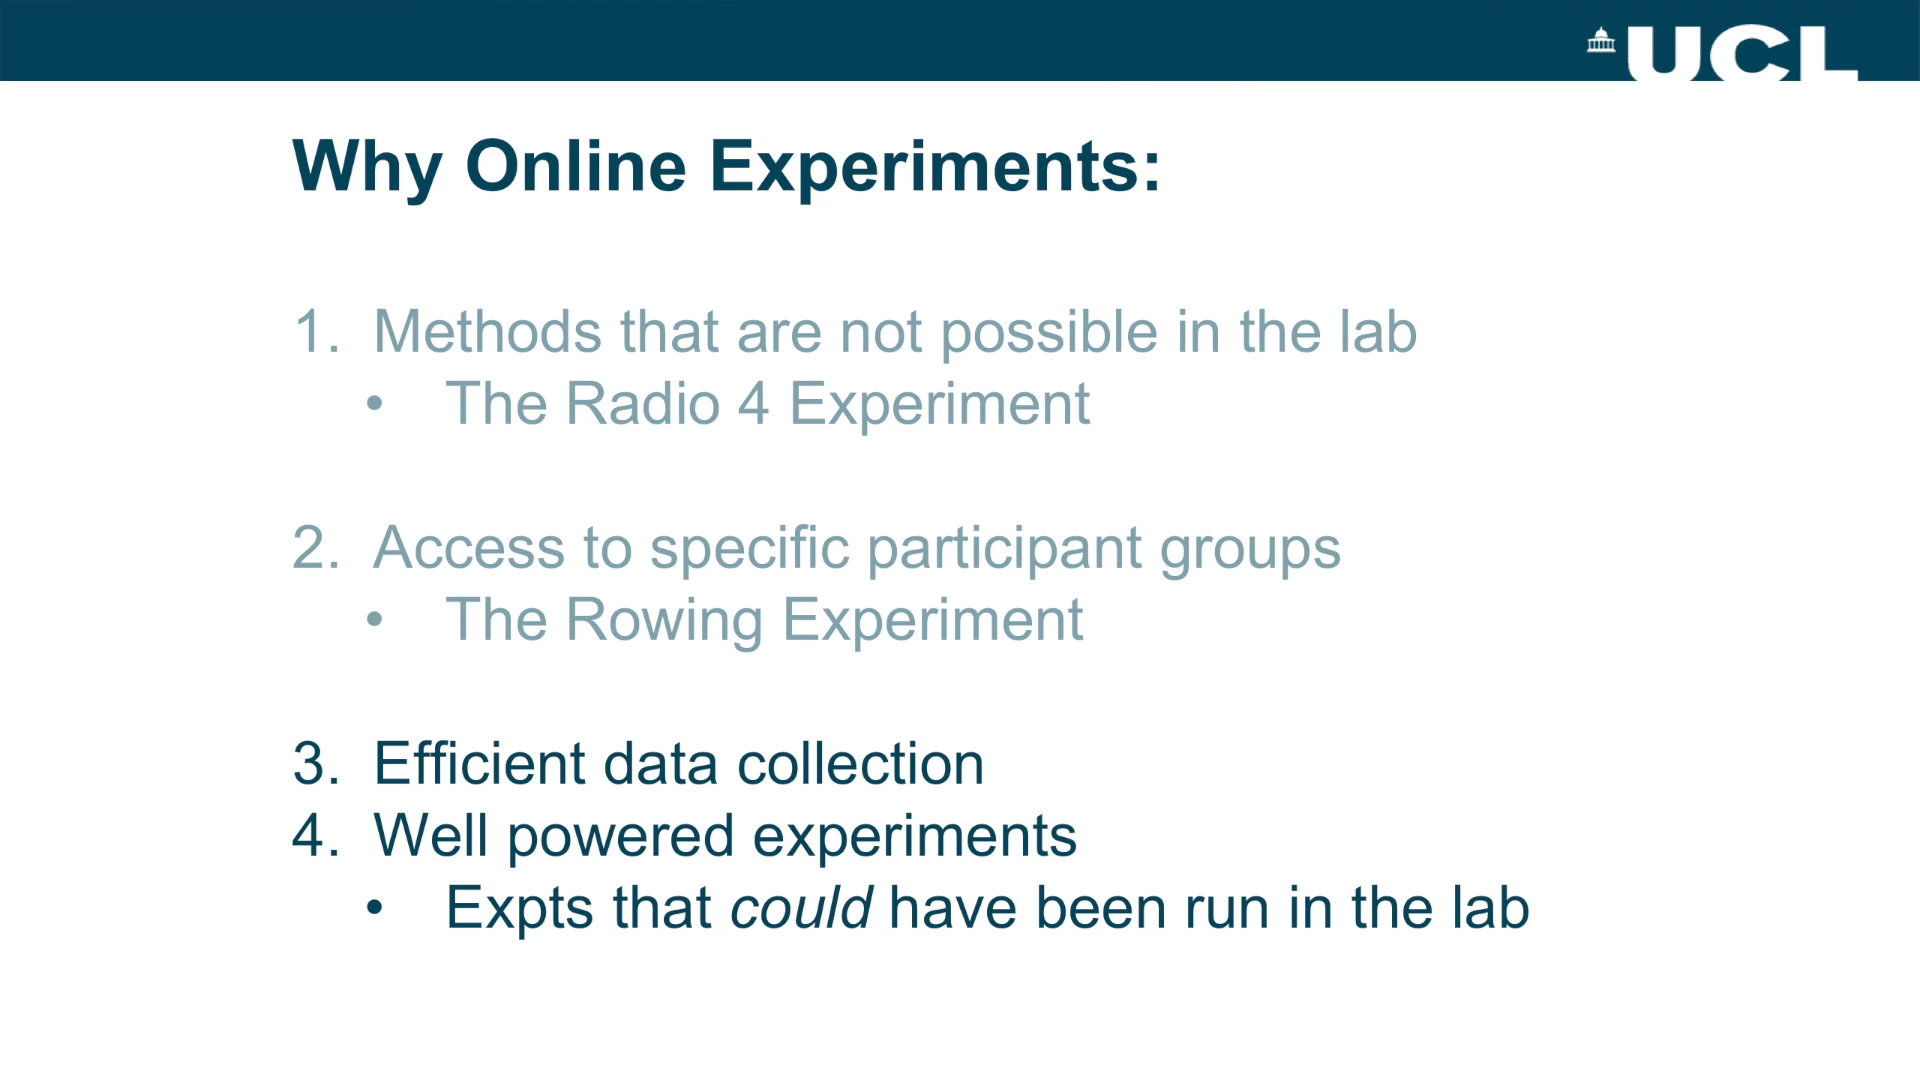 UCL
Why Online Experiments:
1. Methods that are not possible in the lab
• The Radio 4 Experiment
2. Access to specific participant groups
• The Rowing Experiment
3. Efficient data collection
4. Well powered experiments
• Expts that could have been run in the lab